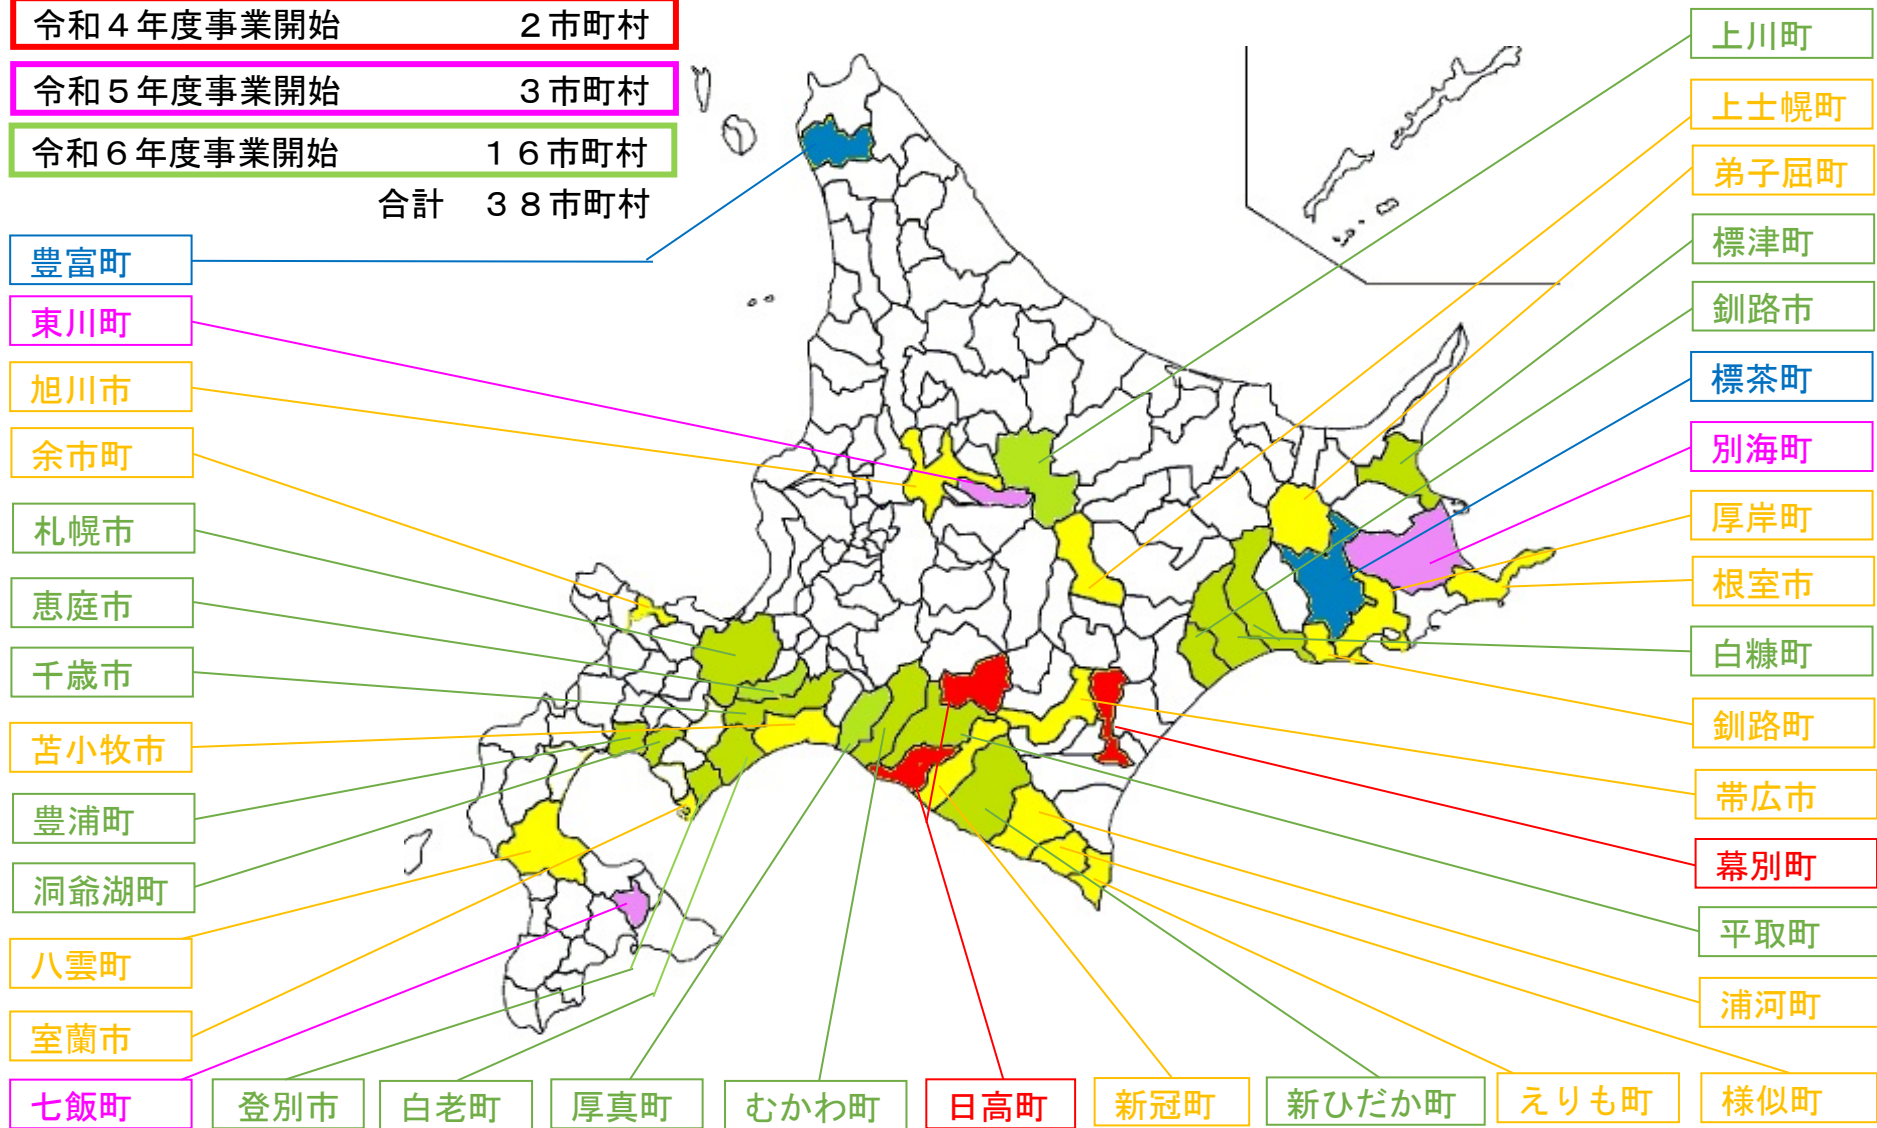 令和４年度事業開始　２市町村
令和５年度事業開始　３市町村
令和６年度事業開始　１６市町村
合計　３８市町村
豊富町
東川町
旭川市
余市町
札幌市
恵庭市
千歳市
苫小牧市
豊浦町
洞爺湖町
八雲町
室蘭市
七飯町
登別市
白老町
厚真町
むかわ町
日高町
新冠町
新ひだか町
えりも町
様似町
上川町
上士幌町
弟子屈町
標津町
釧路市
標茶町
別海町
厚岸町
根室市
白糠町
釧路町
帯広市
幕別町
平取町
浦河町